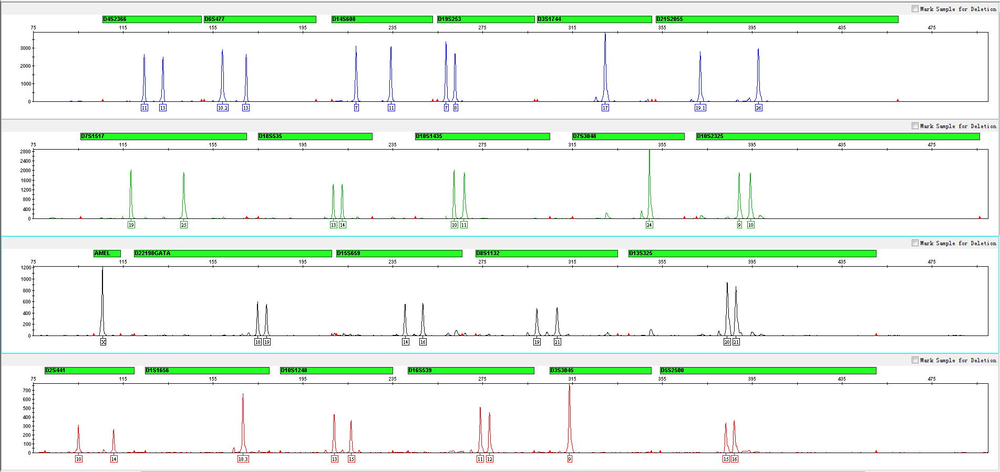 Mark Sample for Deletion
D4S2366 D6S477 D14S608 D19S253 D3S1744 D21S2055
75 115 155 195 235 275 315 355 395 435 475
3000
2000
1000
0
11 13 10.2 13 7 11 7 8 17 19.1 26
Mark Sample for Deletion
D7S1517 D18S535 D10S1435 D7S3048 D10S2325
75 115 155 195 235 275 315 355 395 435 475
2800
2400
2000
1600
1200
800
400
0
19 25 13 14 10 11 24 9 10
Mark Sample for Deletion
AMEL D22198GATA D15S659 D8S1132 D13S325
75 115 155 195 235 275 315 355 395 435 475
1200
1000
800
600
400
200
0
X 18 19 14 16 19 21 20 21
Mark Sample for Deletion
D2S441 D1S1656 D10S1248 D16S539 D3S3045 D5S2500
75 115 155 195 235 275 315 355 395 435 475
700
600
500
400
300
200
100
0
10 14 18.3 13 15 11 12 9 15 16